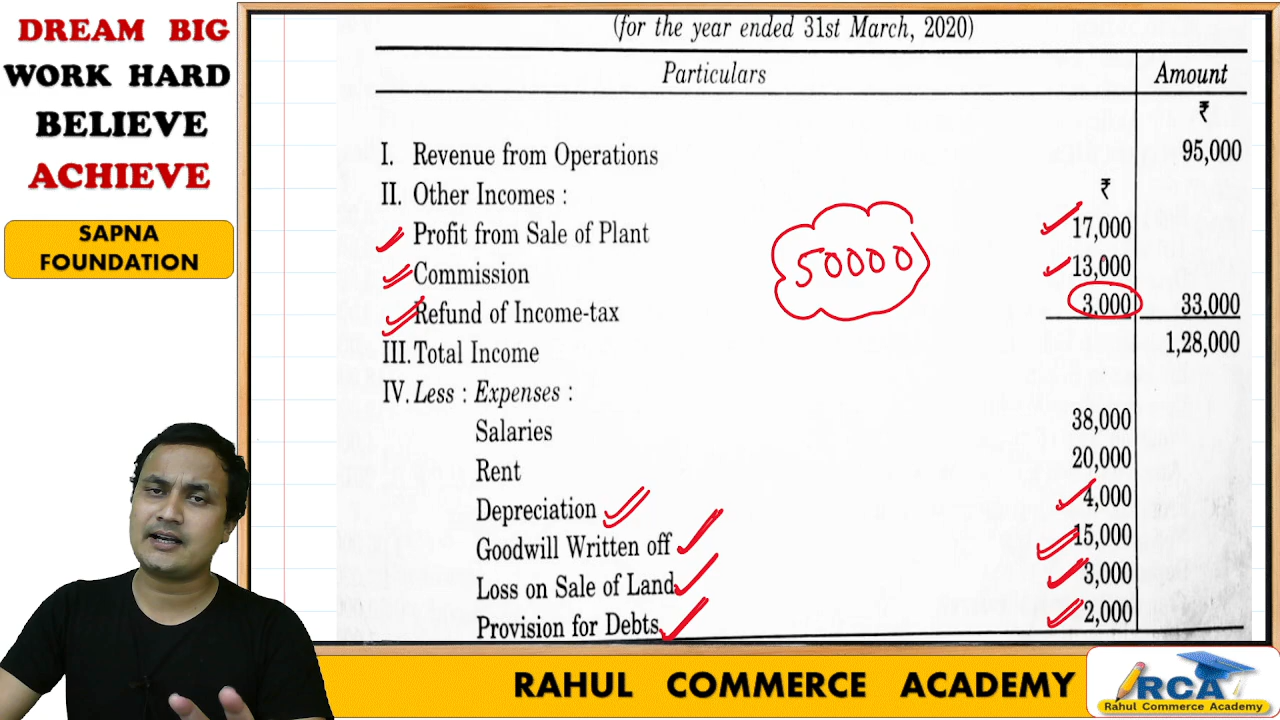 DREAM BIG
WORK HARD
BELIEVE
ACHIEVE
SAPNA
FOUNDATION
(for the year ended 31st March, 2020)
Particulars Amount
₹
I. Revenue from Operations 95,000
II. Other Incomes : ₹
Profit from Sale of Plant 17,000
Commission 13,000
50000
Refund of Income-tax 3,000 33,000
III. Total Income 1,28,000
IV. Less : Expenses :
Salaries 38,000
Rent 20,000
Depreciation 4,000
Goodwill Written off 15,000
Loss on Sale of Land 3,000
Provision for Debts 2,000
RAHUL COMMERCE ACADEMY
RCA
Rahul Commerce Academy